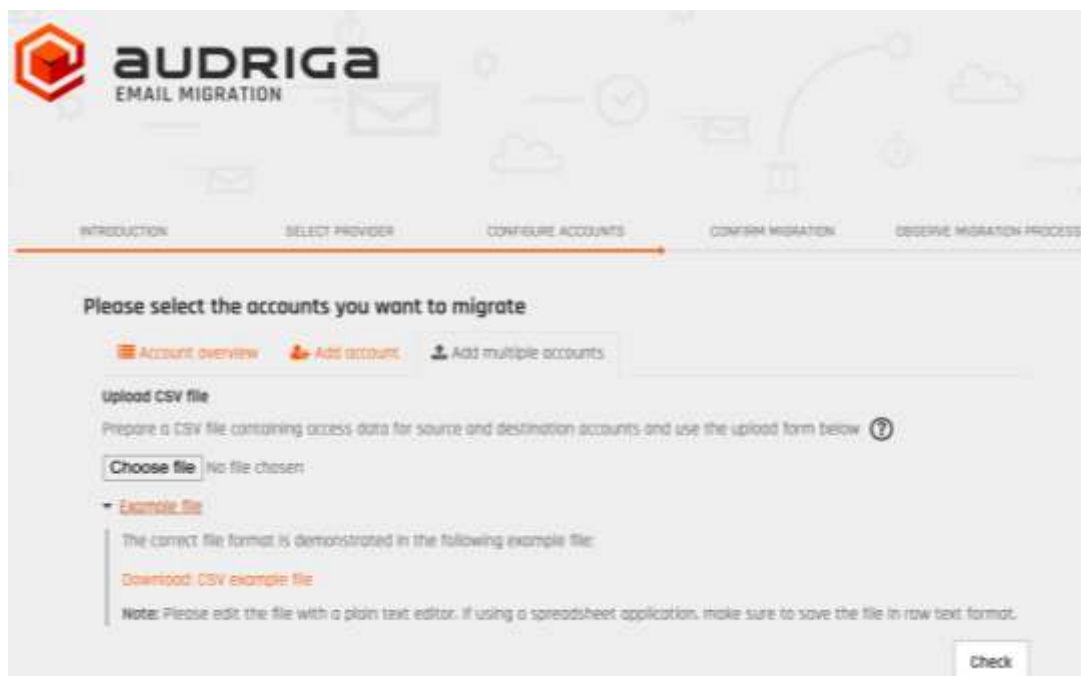 aUDRIGa
EMAIL MIGRATION
INTRODUCTION SELECT PROVIDER CONFIGURE ACCOUNTS CONFIRM MIGRATION OBSERVE MIGRATION PROCESS
Please select the accounts you want to migrate
Account overview Add account Add multiple accounts
Upload CSV file
Prepare a CSV file containing access data for source and destination accounts and use the upload form below ?
Choose file No file chosen
Example file
The correct file format is demonstrated in the following example file:
Download: CSV example file
Note: Please edit the file with a plain text editor. If using a spreadsheet application, make sure to save the file in raw text format.
Check